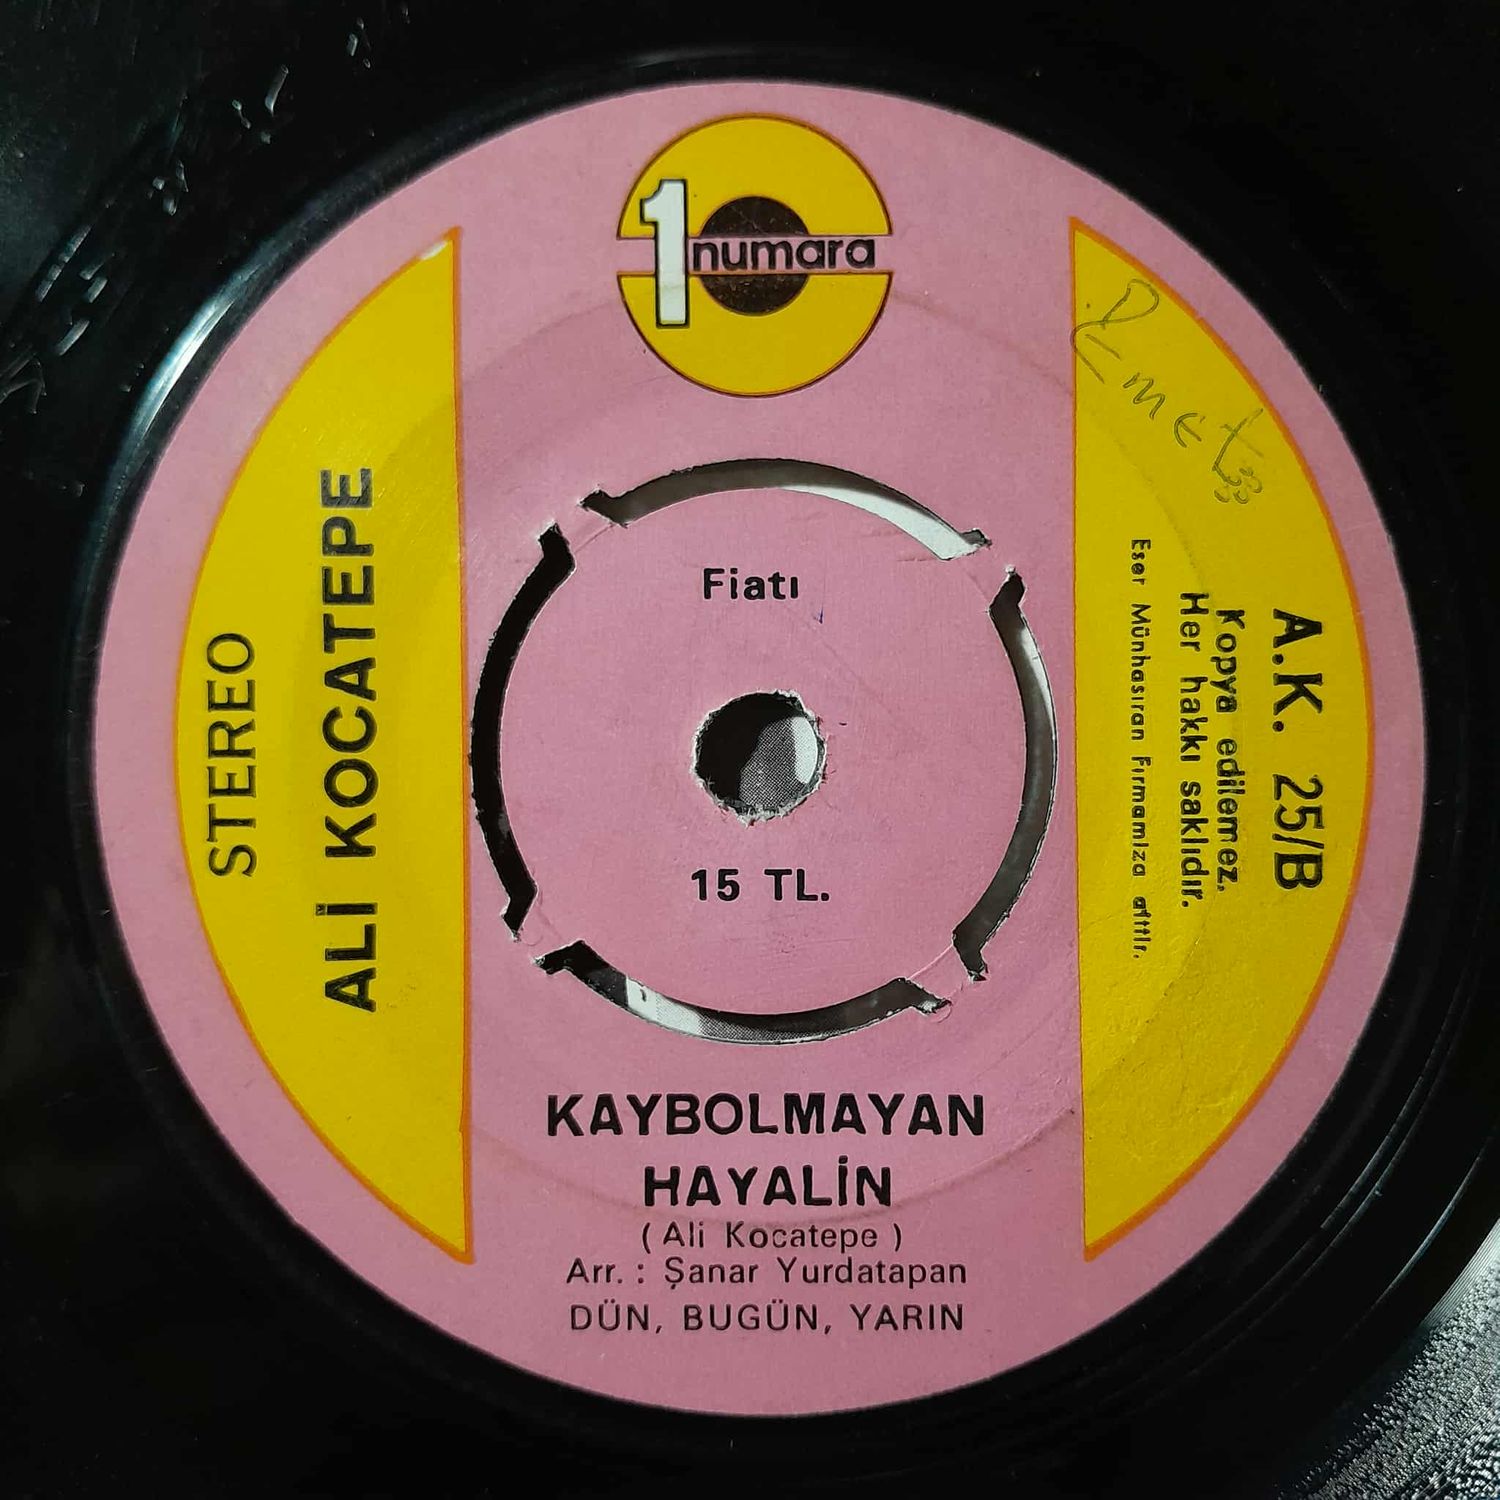 1 numara
STEREO
ALİ KOCATEPE
Fiatı
15 TL.
A.K. 25/B
Kopya edilemez.
Her hakkı saklıdır.
Eser Münhasıran Firmamıza aittir.
KAYBOLMAYAN
HAYALİN
( Ali Kocatepe )
Arr. : Şanar Yurdatapan
DÜN, BUGÜN, YARIN